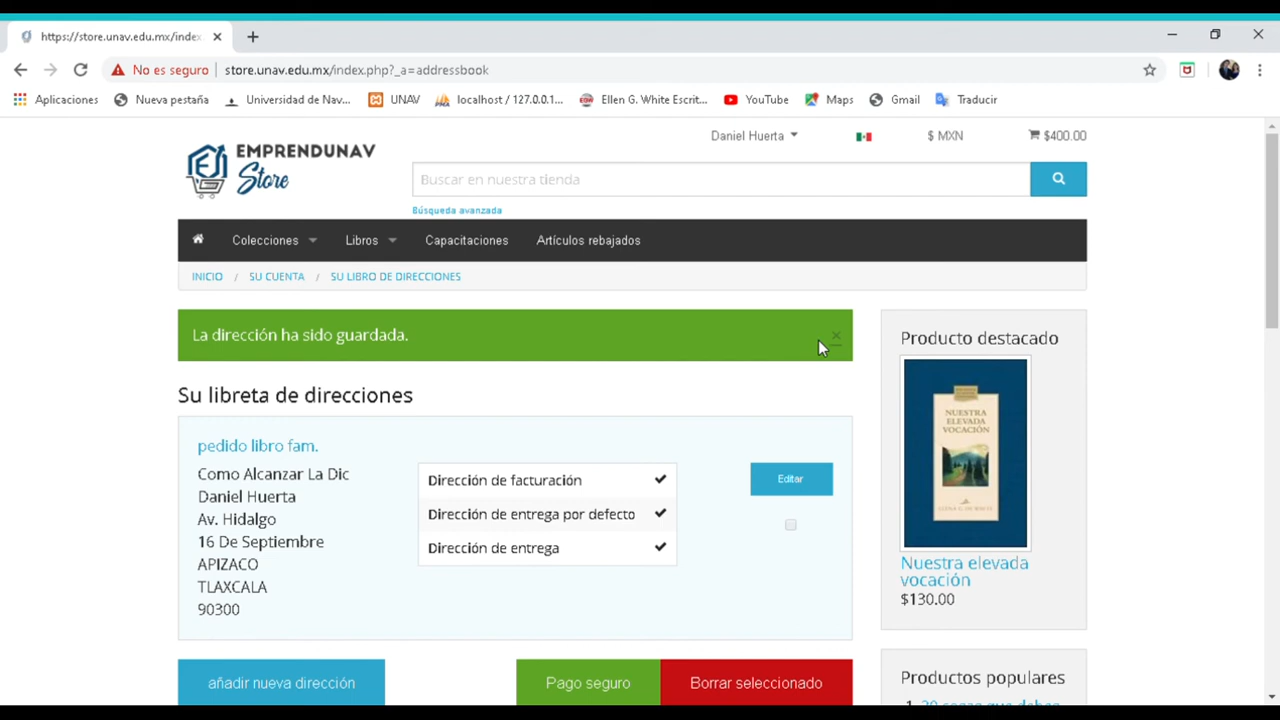 https://store.unav.edu.mx/index
No es seguro
store.unav.edu.mx/index.php?_a=addressbook
Aplicaciones
Nueva pestaña
Universidad de Nav...
UNAV
localhost / 127.0.0.1...
Ellen G. White Escrit...
YouTube
Maps
Gmail
Traducir
EMPRENDUNAV
Store
Daniel Huerta
$ MXN
$400.00
Buscar en nuestra tienda
Búsqueda avanzada
Colecciones
Libros
Capacitaciones
Artículos rebajados
INICIO / SU CUENTA / SU LIBRO DE DIRECCIONES
La dirección ha sido guardada.
Su libreta de direcciones
pedido libro fam.
Como Alcanzar La Dic
Daniel Huerta
Av. Hidalgo
16 De Septiembre
APIZACO
TLAXCALA
90300
Dirección de facturación
Dirección de entrega por defecto
Dirección de entrega
Editar
añadir nueva dirección
Pago seguro
Borrar seleccionado
Producto destacado
NUESTRA
ELEVADA
VOCACIÓN
ELENA G. DE WHITE
Nuestra elevada
vocación
$130.00
Productos populares